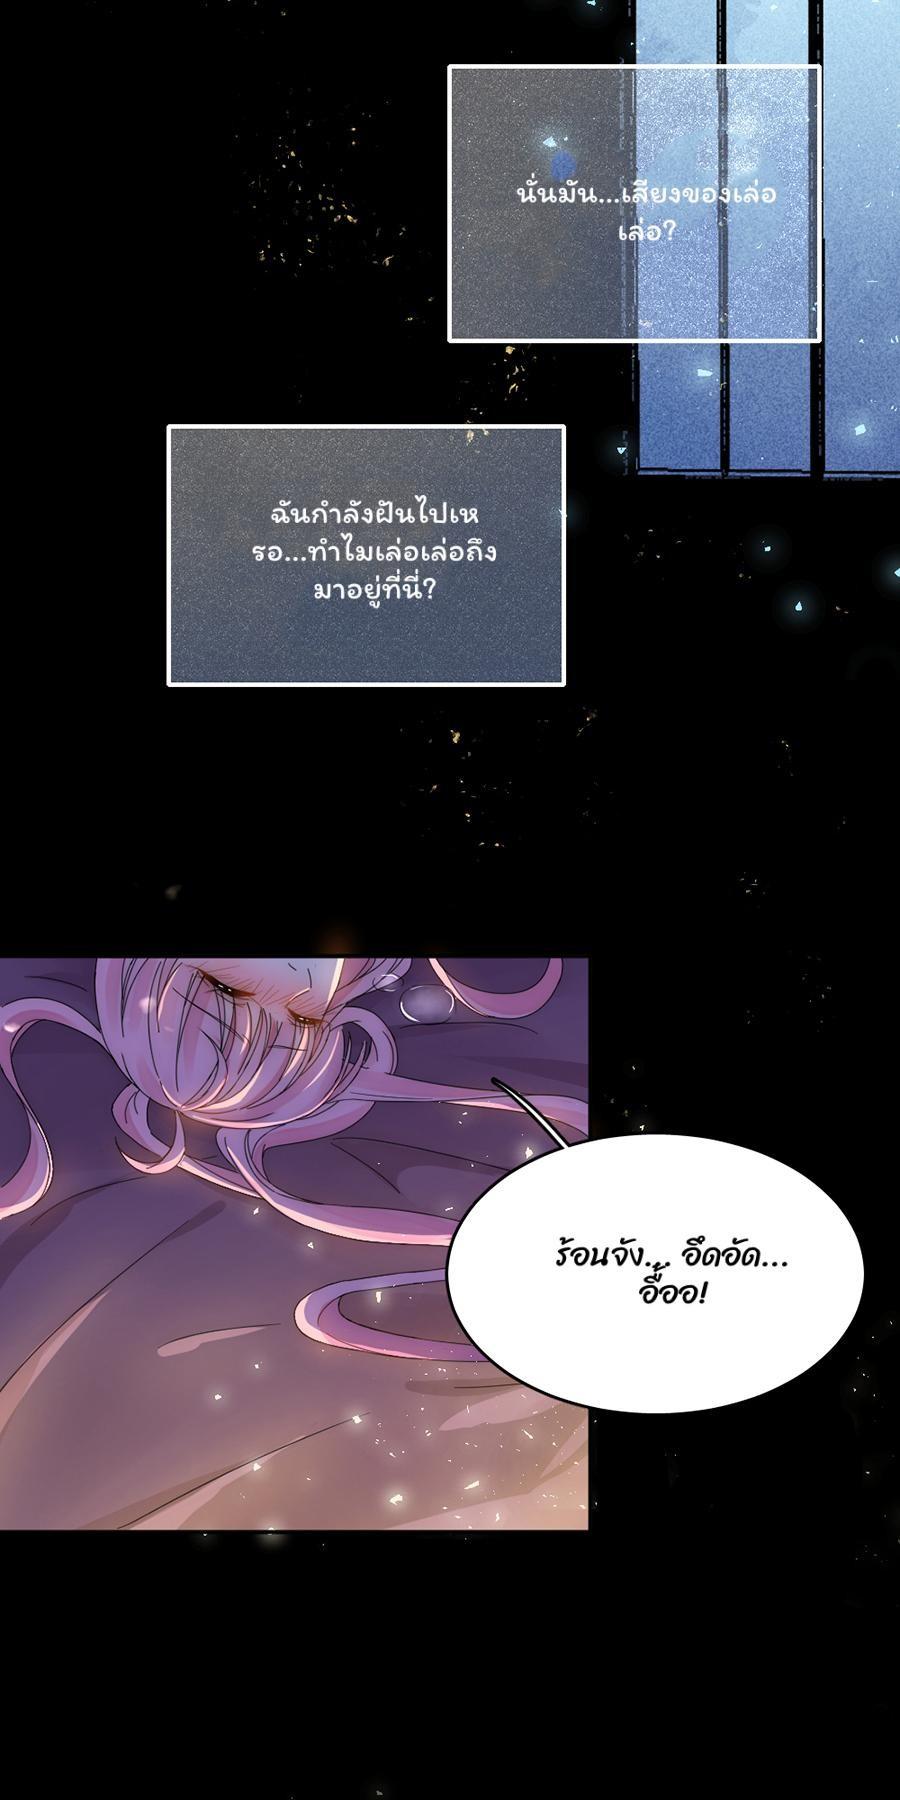 นั่นมัน...เสียงของเล่อ
เล่อ?
ฉันกำลังฝันไปเห
รอ...ทำไมเล่อเล่อถึง
มาอยู่ที่นี่?
ร้อนจัง... อึดอัด...
อื้ออ!